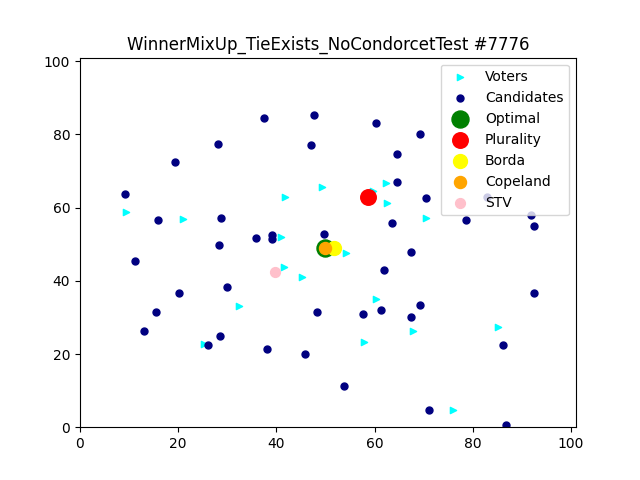 WinnerMixUp_TieExists_NoCondorcetTest #7776
Voters
Candidates
Optimal
Plurality
Borda
Copeland
STV
100
80
60
40
20
0
0 20 40 60 80 100